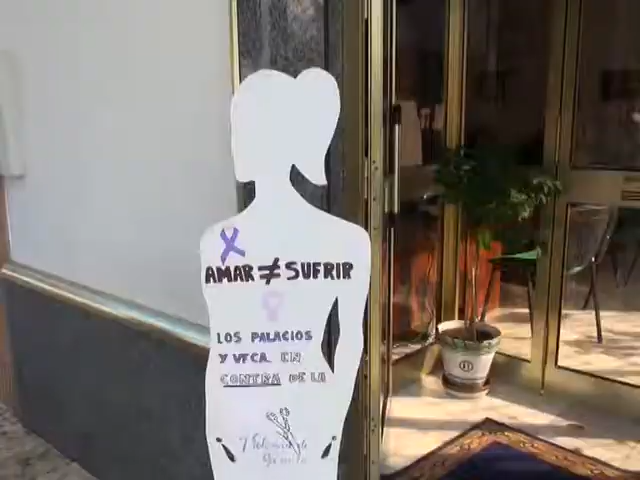 AMAR ≠ SUFRIR
LOS PALACIOS
Y VFCA. EN
CONTRA DE LA